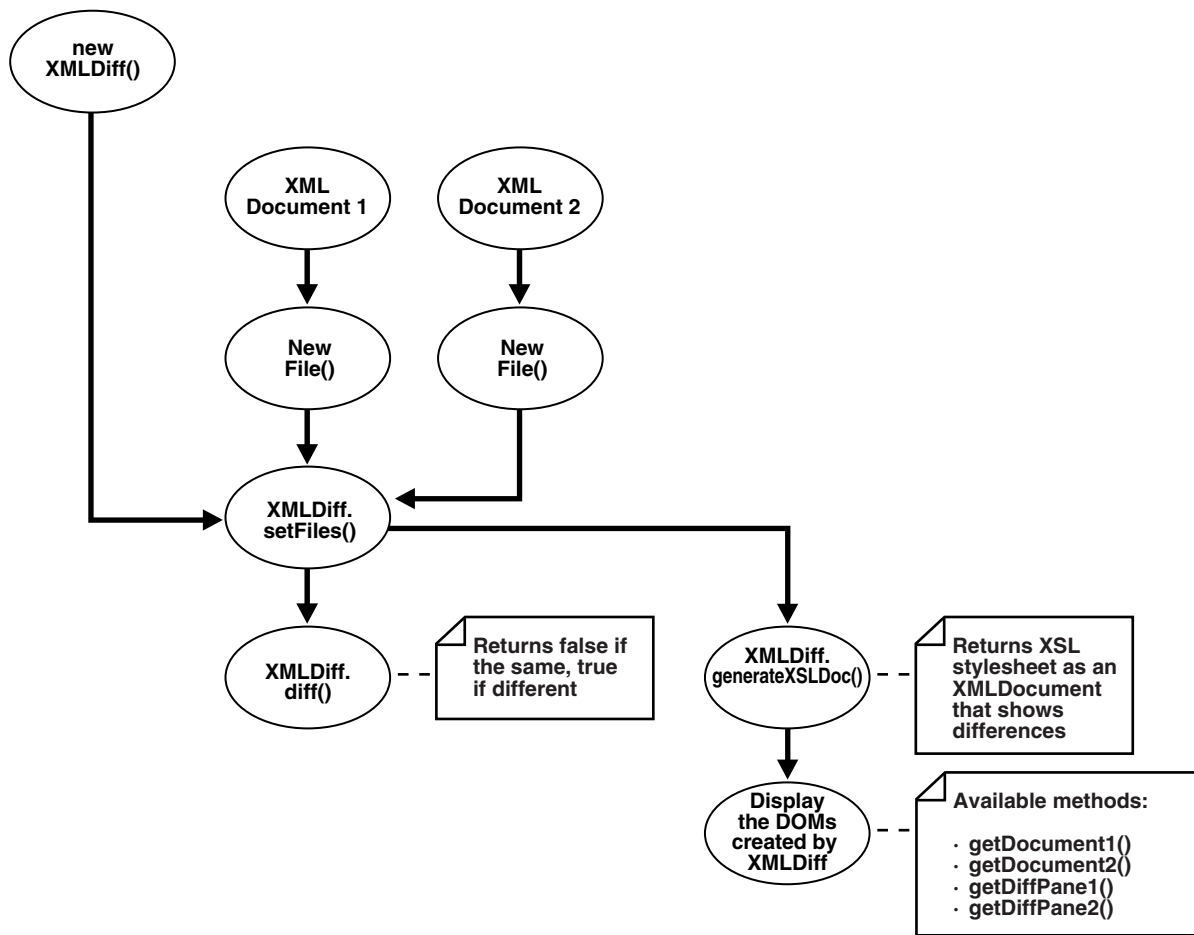 new
XMLDiff()
XML
Document 1
XML
Document 2
New
File()
New
File()
XMLDiff.
setFiles()
XMLDiff.
diff()
Returns false if
the same, true
if different
XMLDiff.
generateXSLDoc()
Returns XSL
stylesheet as an
XMLDocument
that shows
differences
Display
the DOMs
created by
XMLDiff
Available methods:
· getDocument1()
· getDocument2()
· getDiffPane1()
· getDiffPane2()